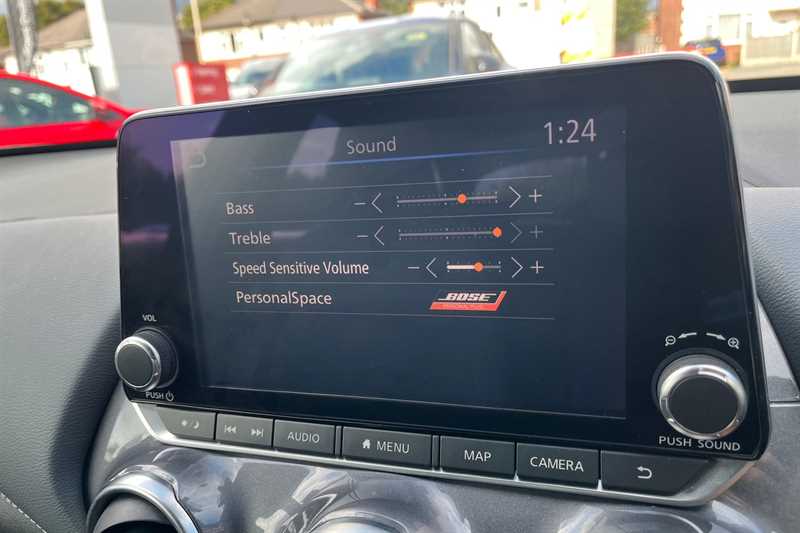 Sound
1:24
Bass
Treble
Speed Sensitive Volume
PersonalSpace
BOSE
VOL
PUSH
PUSH SOUND
AUDIO
MENU
MAP
CAMERA